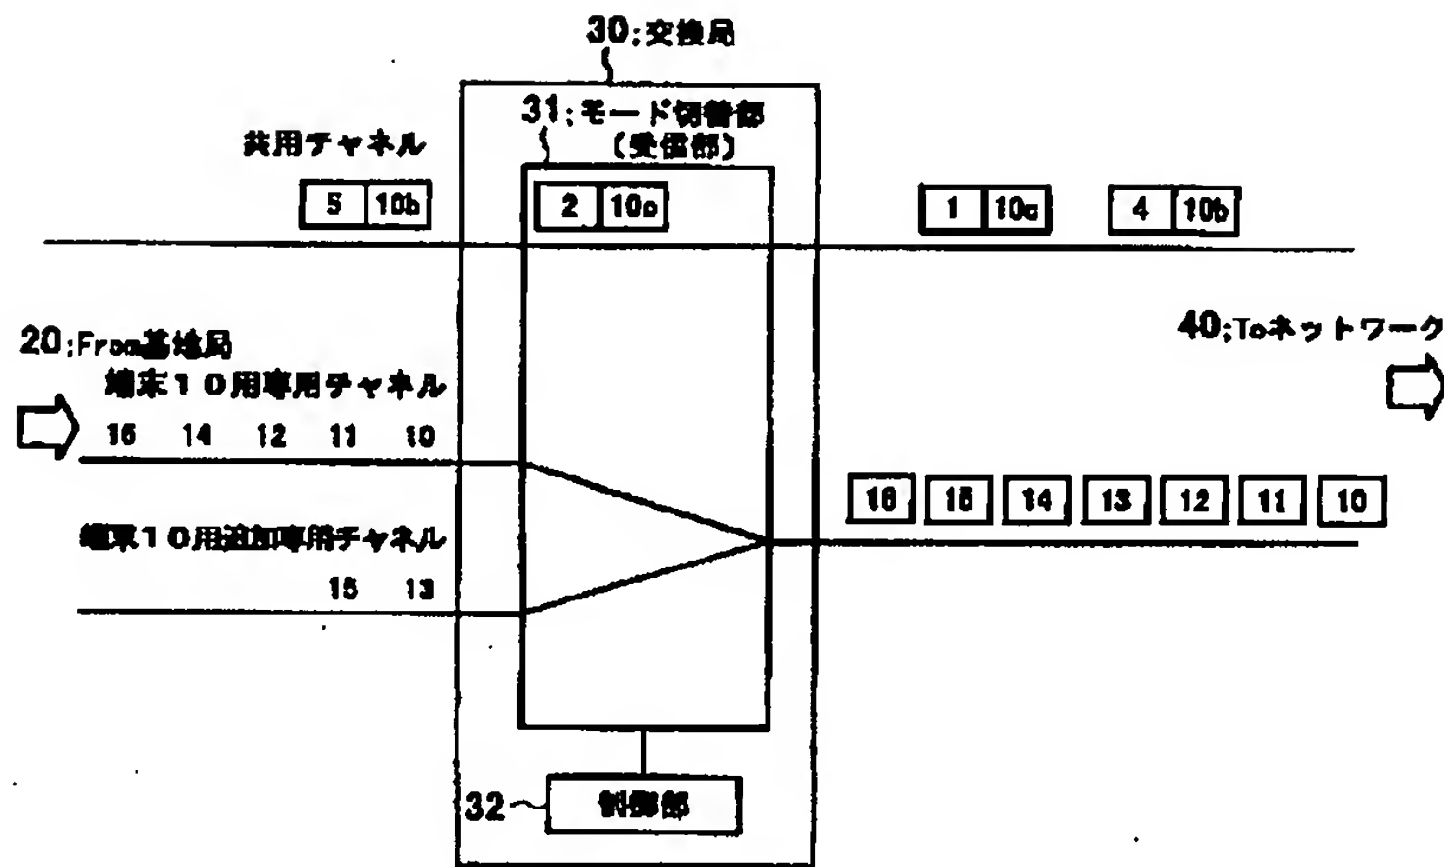 30;交換局
31;モード切替部
(受信部)
共用チャネル
5 10b
2 10a
1 10a
4 10b
20;From基地局
40;Toネットワーク
端末10用専用チャネル
14 12 11 10
端末10用追加専用チャネル
15 13
16 15 14 13 12 11 10
32 制御部